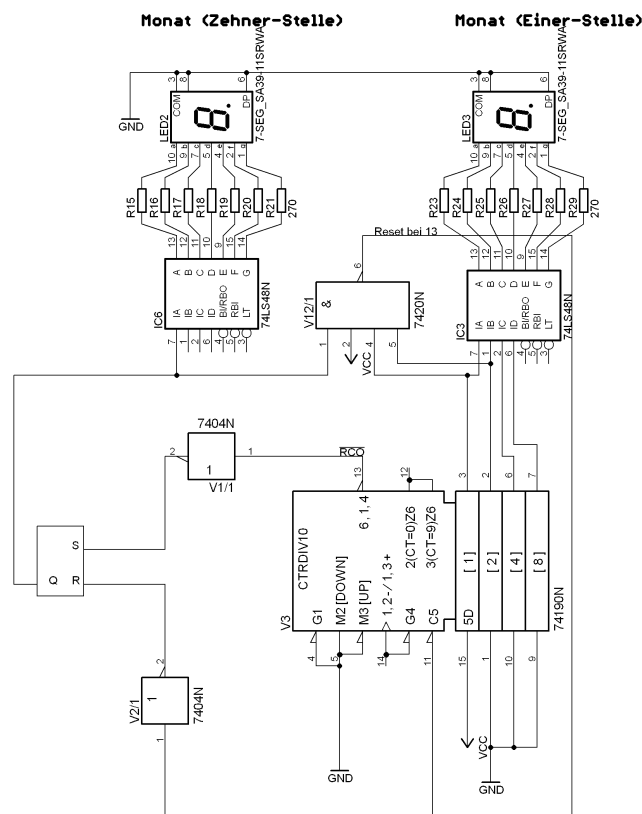 Monat (Zehner-Stelle)
Monat (Einer-Stelle)
3 8 6
COM DP
LED2
7-SEG_SA39-11SRWA
GND
a b c d e f g
10 9 7 5 4 2 1
R15 R16 R17 R18 R19 R20 R21
270
13 12 11 10 9 15 14
A B C D E F G
IA IB IC ID BI/RBO RBI LT
IC6
74LS48N
7 1 2 6 4 5 3
3 8 6
COM DP
LED3
7-SEG_SA39-11SRWA
a b c d e f g
10 9 7 5 4 2 1
R23 R24 R25 R26 R27 R28 R29
270
Reset bei 13
13 12 11 10 9 15 14
A B C D E F G
IA IB IC ID BI/RBO RBI LT
IC3
74LS48N
7 1 2 6 4 5 3
6
&
V12/1
7420N
1 2 4 5
VCC
7404N
2 1 1
V1/1
RCO
13 12
6,1,4
2(CT=0)Z6
3(CT=9)Z6
CTRDIV10
G1
M2 [DOWN]
M3 [UP]
1,2-/1,3+
G4
C5
V3
4 5 14 11
3 2 6 7
[1] [2] [4] [8]
5D
74190N
15 1 10 9
S
Q R
2
1
V2/1
7404N
1
GND
VCC
GND